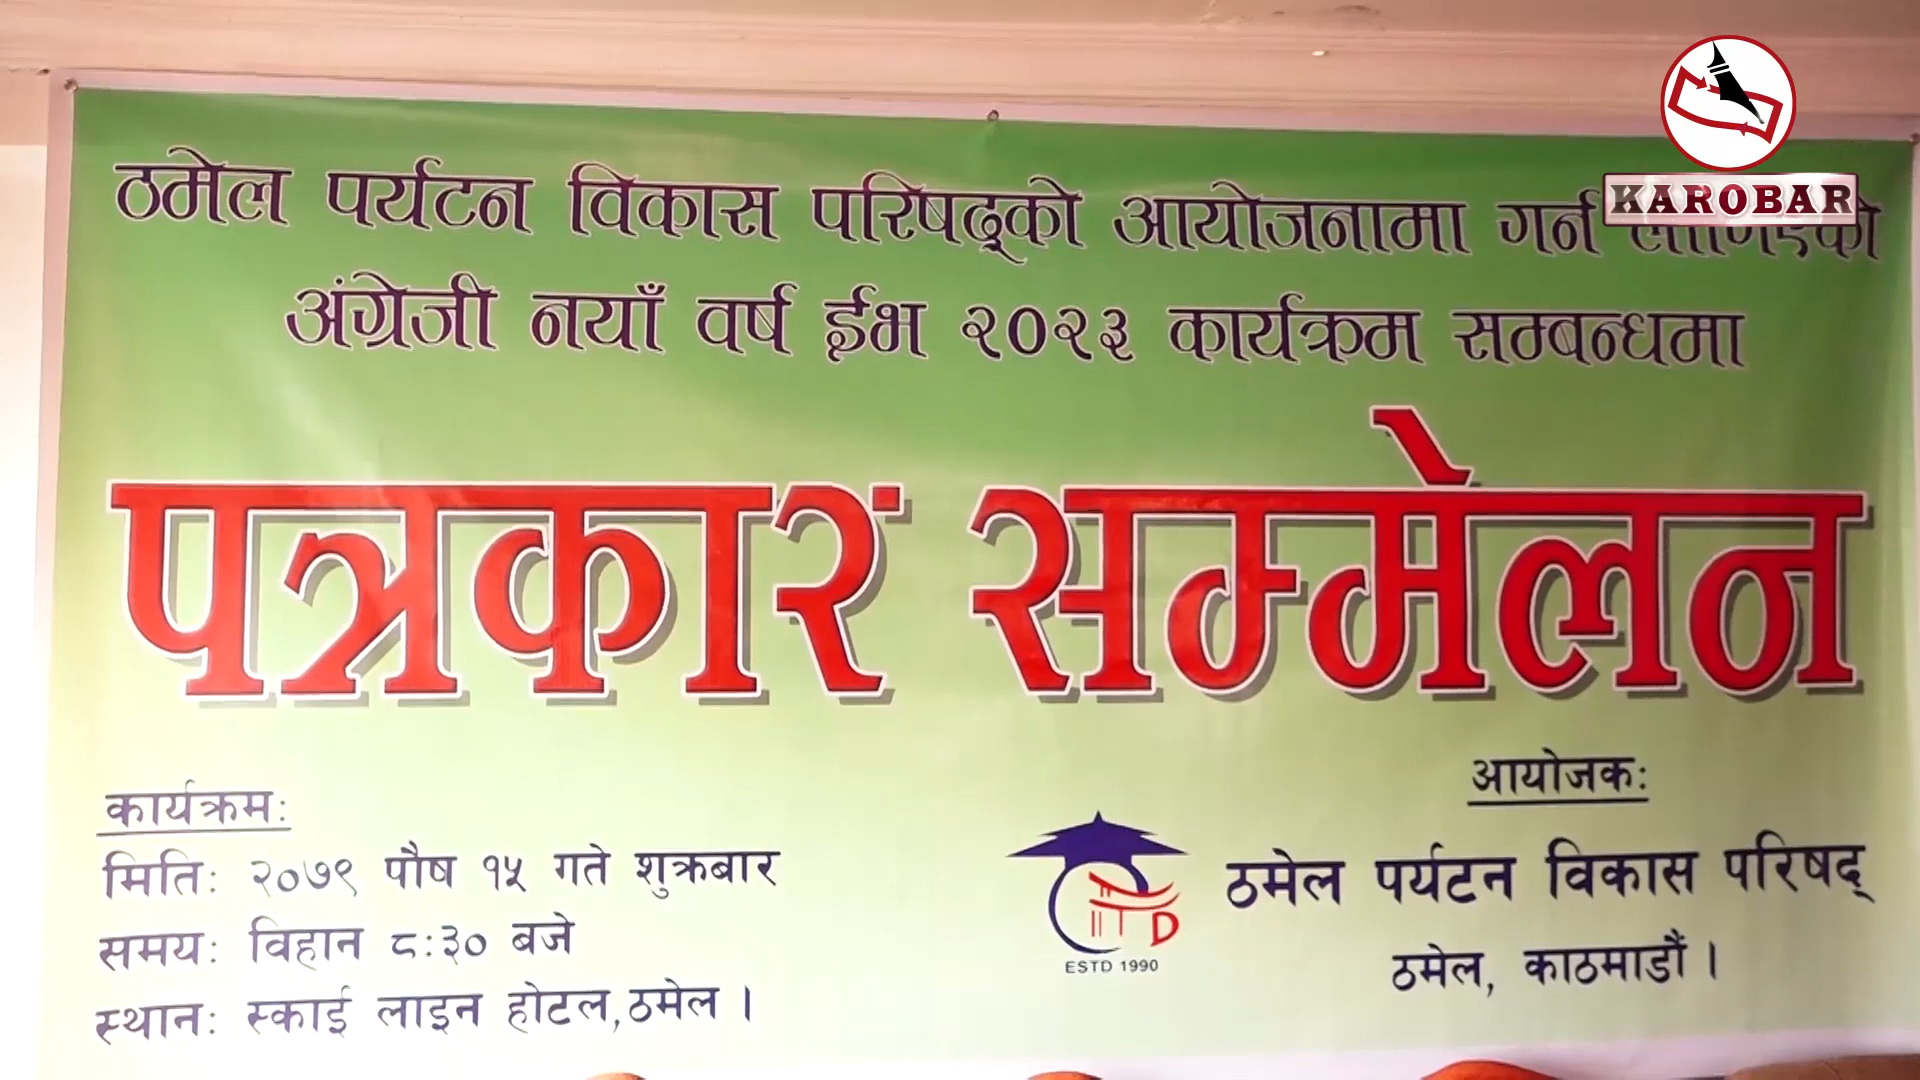 KAROBAR
ठमेल पर्यटन विकास परिषद्को आयोजनामा गर्न
अंग्रेजी नयाँ वर्ष ईभ २०२३ कार्यक्रम सम्बन्धमा
पत्रकार सम्मेलन
कार्यक्रम:
मिति: २०७९ पौष १५ गते शुक्रबार
समय: विहान ८:३० बजे
स्थान: स्काई लाइन होटल,ठमेल ।
आयोजक:
ठमेल पर्यटन विकास परिषद्
ठमेल, काठमाडौं ।
TD
ESTD 1990